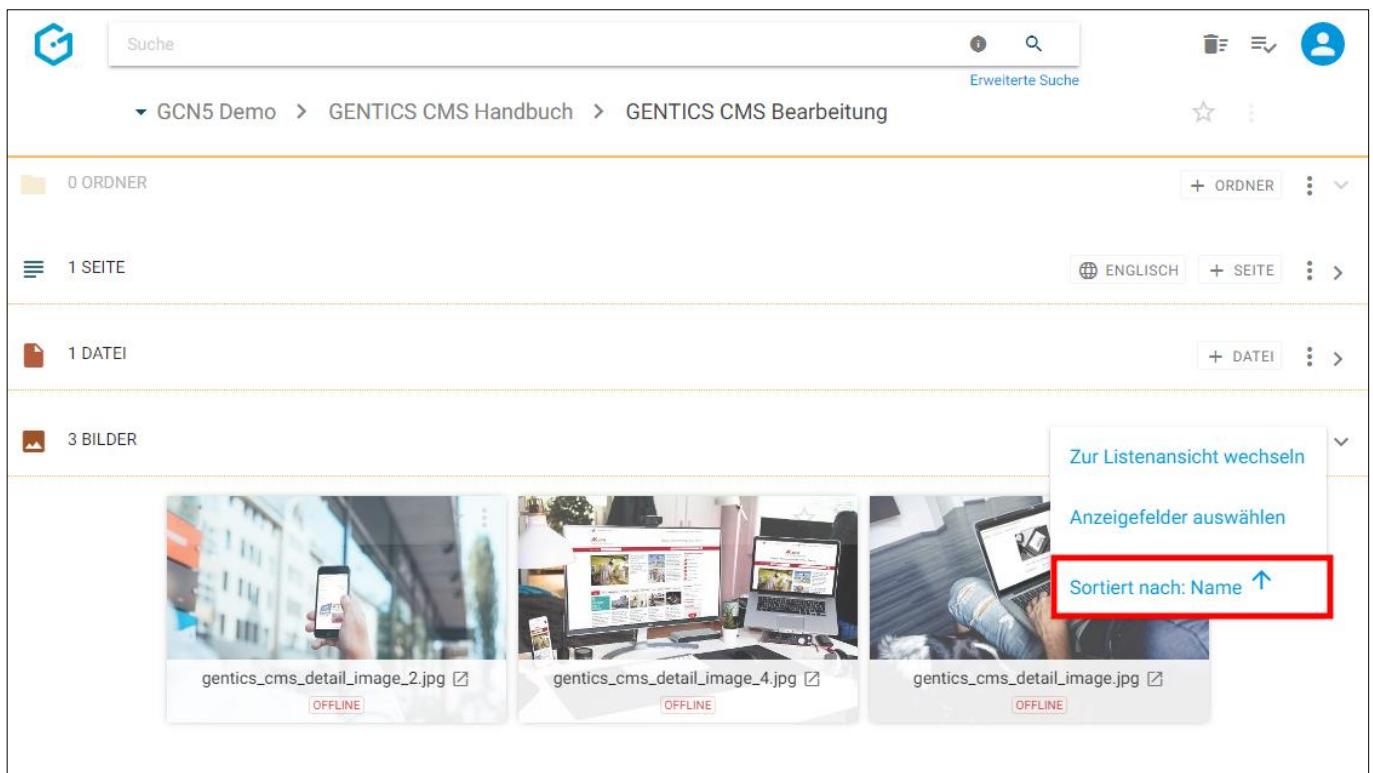 Suche
Erweiterte Suche
GCN5 Demo > GENTICS CMS Handbuch > GENTICS CMS Bearbeitung
0 ORDNER + ORDNER
1 SEITE ENGLISCH + SEITE
1 DATEI + DATEI
3 BILDER
Zur Listenansicht wechseln
Anzeigefelder auswählen
Sortiert nach: Name
gentics_cms_detail_image_2.jpg
OFFLINE
gentics_cms_detail_image_4.jpg
OFFLINE
gentics_cms_detail_image.jpg
OFFLINE